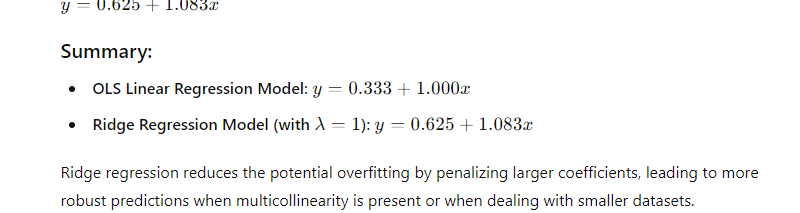 y = 0.625 + 1.083x
Summary:
• OLS Linear Regression Model: y = 0.333 + 1.000x
• Ridge Regression Model (with λ = 1): y = 0.625 + 1.083x
Ridge regression reduces the potential overfitting by penalizing larger coefficients, leading to more
robust predictions when multicollinearity is present or when dealing with smaller datasets.